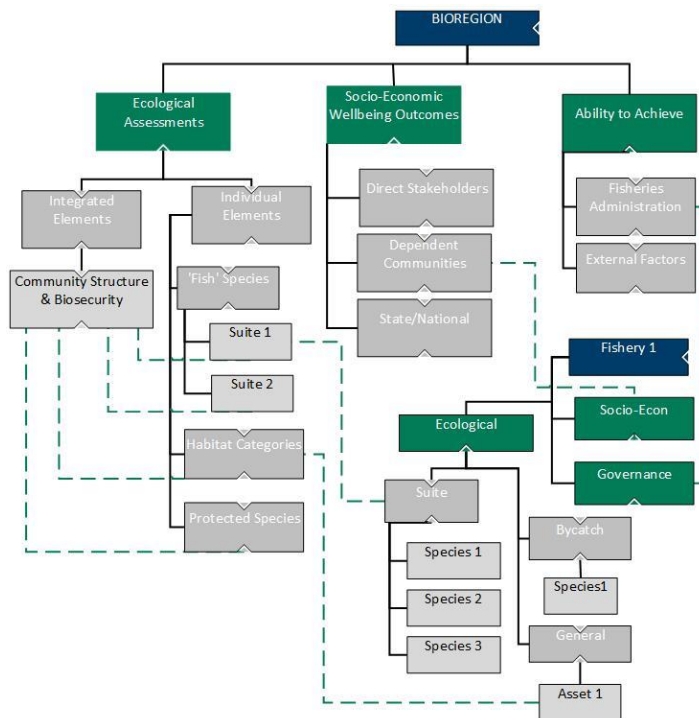 BIOREGION
Ecological
Assessments
Socio-Economic
Wellbeing Outcomes
Ability to Achieve
Integrated
Elements
Individual
Elements
Direct Stakeholders
Fisheries
Administration
Community Structure
& Biosecurity
'Fish' Species
Dependent
Communities
External Factors
Suite 1
State/National
Suite 2
Fishery 1
Habitat Categories
Ecological
Socio-Econ
Suite
Governance
Protected Species
Bycatch
Species 1
Species1
Species 2
General
Species 3
Asset 1